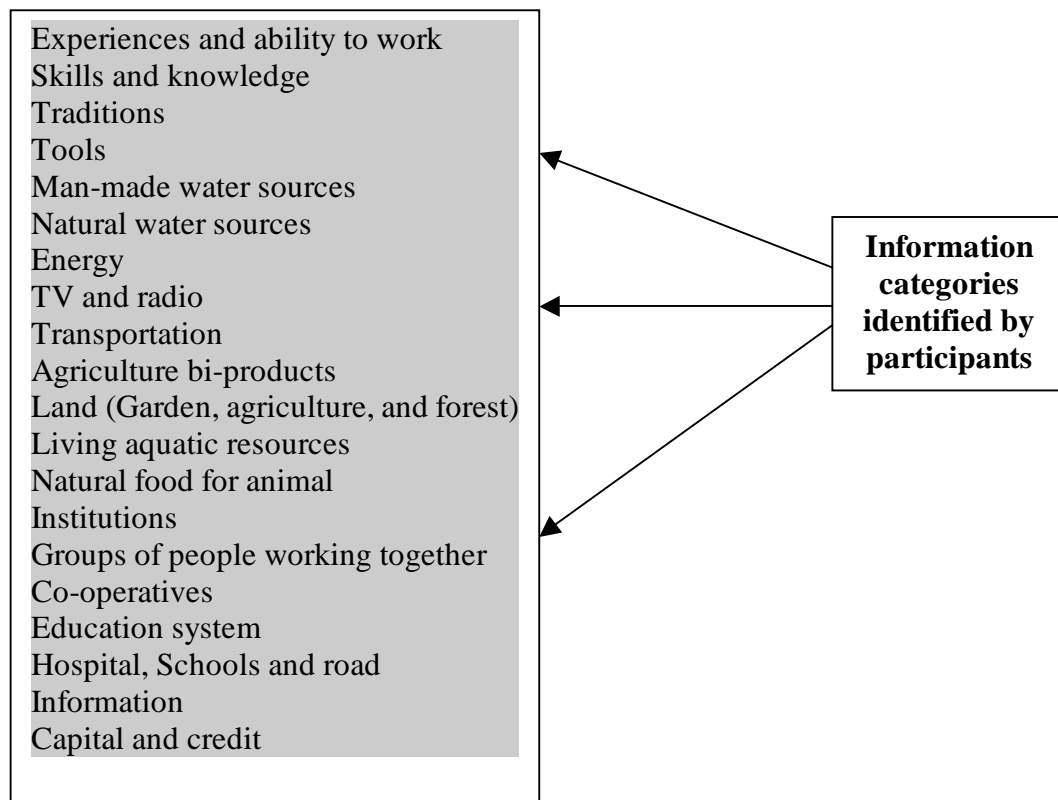 Experiences and ability to work
Skills and knowledge
Traditions
Tools
Man-made water sources
Natural water sources
Energy
TV and radio
Transportation
Agriculture bi-products
Land (Garden, agriculture, and forest)
Living aquatic resources
Natural food for animal
Institutions
Groups of people working together
Co-operatives
Education system
Hospital, Schools and road
Information
Capital and credit
Information
categories
identified by
participants